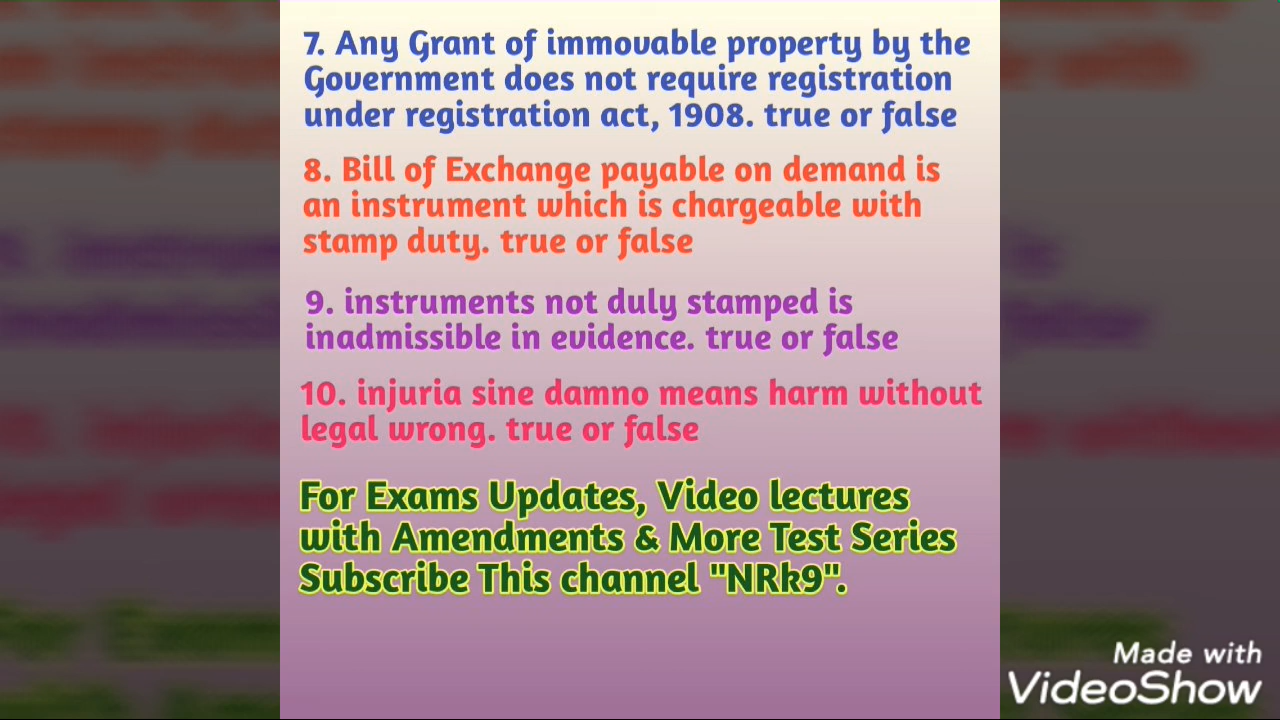 7. Any Grant of immovable property by the
Government does not require registration
under registration act, 1908. true or false
8. Bill of Exchange payable on demand is
an instrument which is chargeable with
stamp duty. true or false
9. instruments not duly stamped is
inadmissible in evidence. true or false
10. injuria sine damno means harm without
legal wrong. true or false
For Exams Updates, Video lectures
with Amendments & More Test Series
Subscribe This channel "NRk9".
Made with
VideoShow